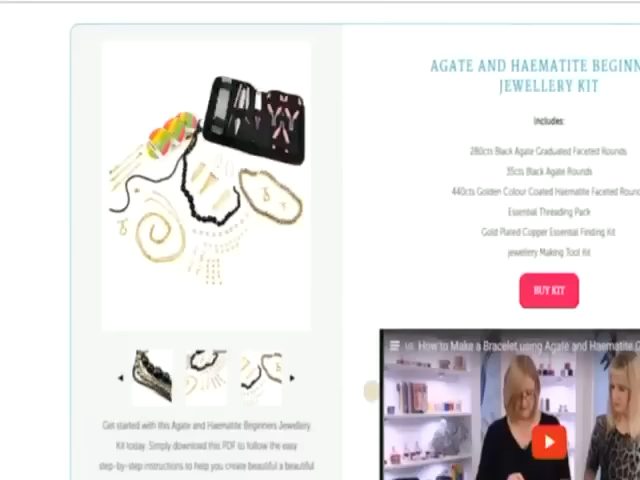 AGATE AND HAEMATITE BEGINN
JEWELLERY KIT
Includes:
280cts Black Agate Graduated Faceted Rounds
35cts Black Agate Rounds
440cts Golden Colour Coated Haematite Faceted Roun
Essential Threading Pack
Gold Plated Copper Essential Finding Kit
Jewellery Making Tool Kit
BUY KIT
How to Make a Bracelet using Agate and Haematite
Get started with this Agate and Haematite Beginners Jewellery
Kit today. Simply download this PDF to follow the easy
step-by-step instructions to help you create beautiful a beautiful